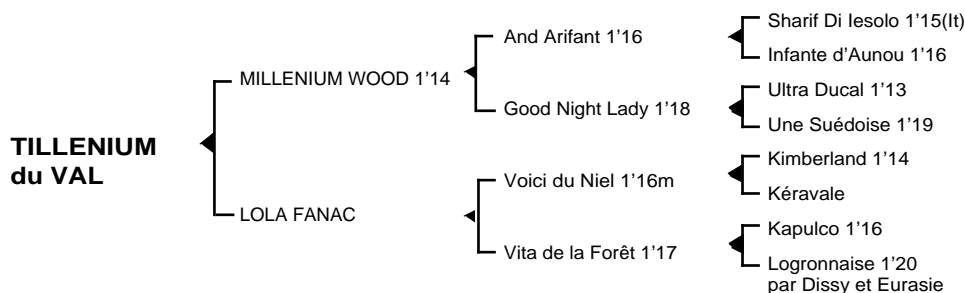 TILLENIUM
du VAL
MILLENIUM WOOD 1’14
LOLA FANAC
And Arifant 1’16
Good Night Lady 1’18
Voici du Niel 1’16m
Vita de la Forêt 1’17
Sharif Di Iesolo 1’15(It)
Infante d’Aunou 1’16
Ultra Ducal 1’13
Une Suédoise 1’19
Kimberland 1’14
Kéravale
Kapulco 1’16
Logronnaise 1’20
par Dissy et Eurasie